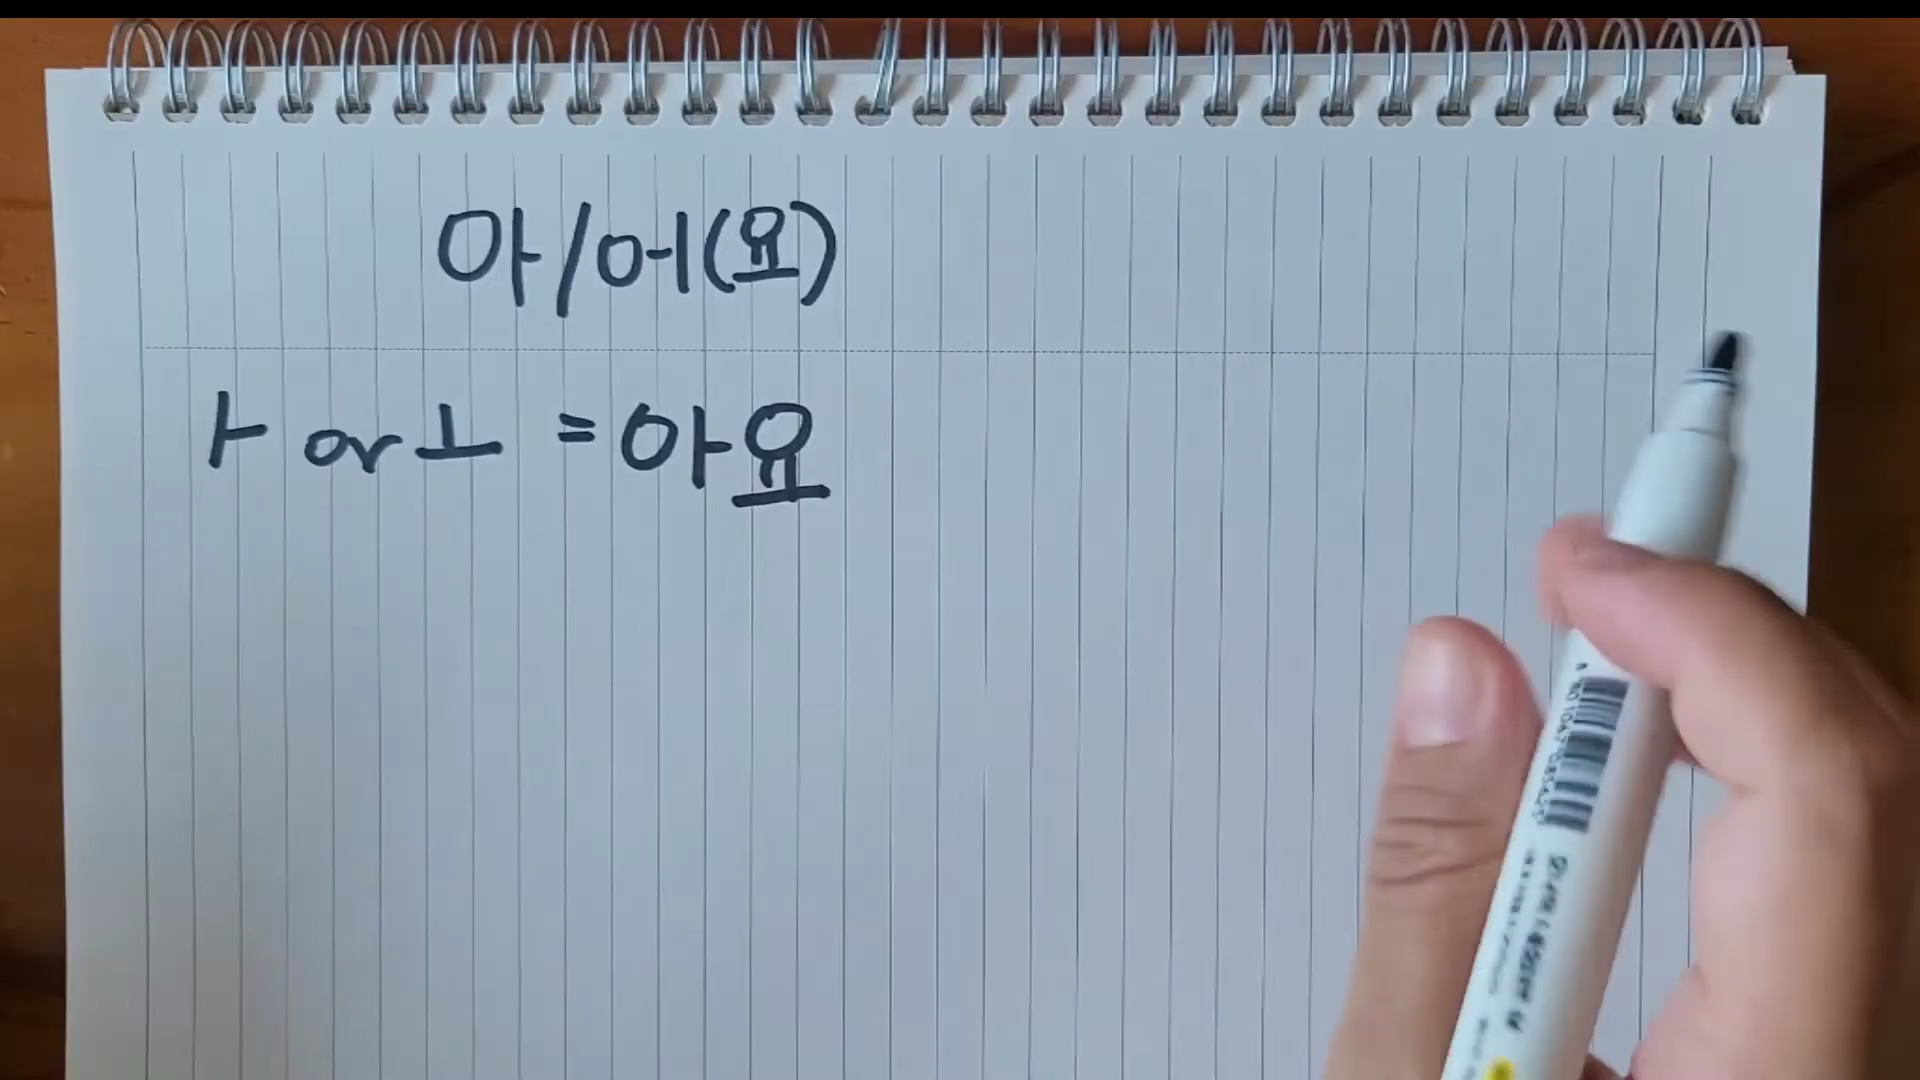 아/어(요)
ㅏ or ㅗ = 아요